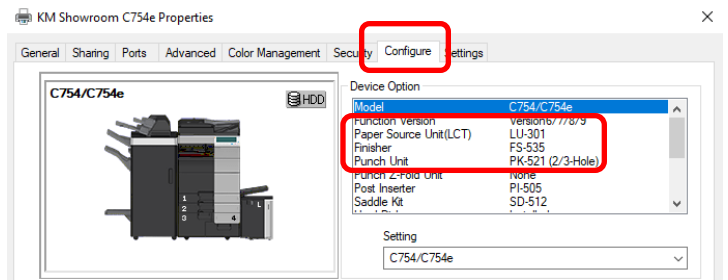 KM Showroom C754e Properties
General Sharing Ports Advanced Color Management Security Configure Settings
C754/C754e
HDD
1
2
3
4
L
Device Option
Model C754/C754e
Function Version Version6/7/8/9
Paper Source Unit(LCT) LU-301
Finisher FS-535
Punch Unit PK-521 (2/3-Hole)
Punch Z-Fold Unit None
Post Inserter PI-505
Saddle Kit SD-512
Setting
C754/C754e